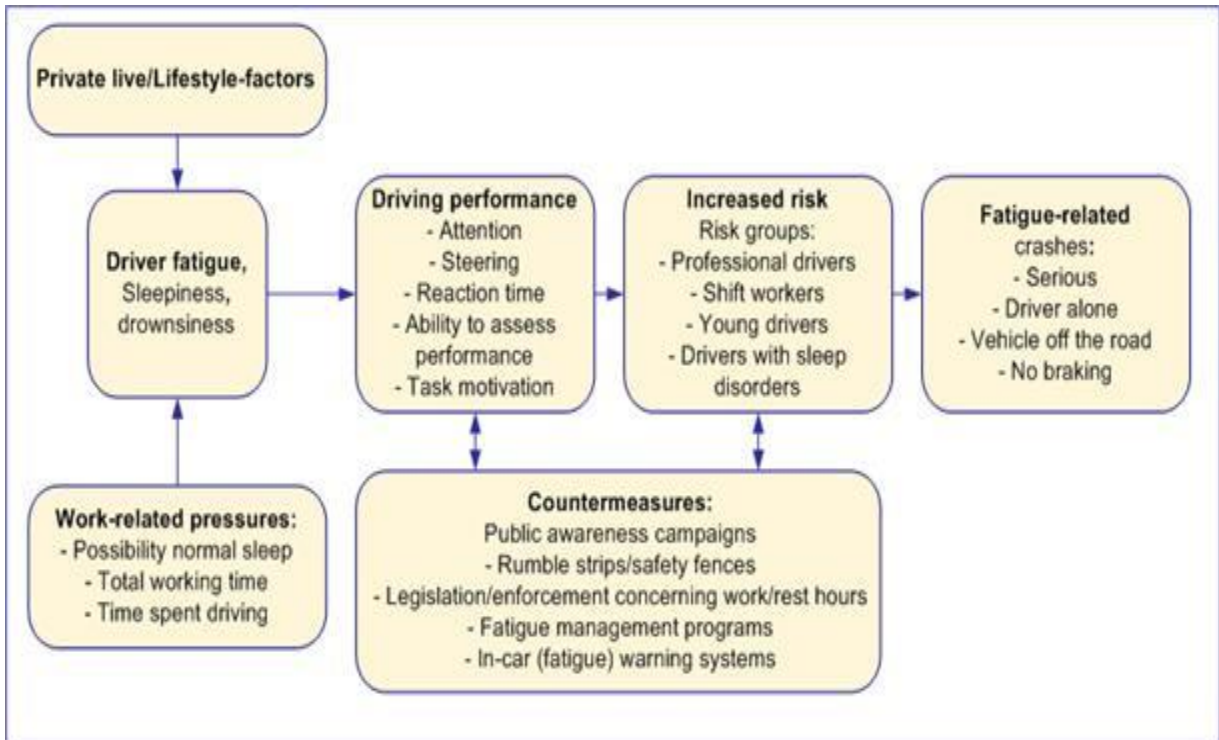 Private live/Lifestyle-factors
Driver fatigue,
Sleepiness,
drownsiness
Work-related pressures:
- Possibility normal sleep
- Total working time
- Time spent driving
Driving performance
- Attention
- Steering
- Reaction time
- Ability to assess
performance
- Task motivation
Increased risk
Risk groups:
- Professional drivers
- Shift workers
- Young drivers
- Drivers with sleep
disorders
Fatigue-related
crashes:
- Serious
- Driver alone
- Vehicle off the road
- No braking
Countermeasures:
Public awareness campaigns
- Rumble strips/safety fences
- Legislation/enforcement concerning work/rest hours
- Fatigue management programs
- In-car (fatigue) warning systems